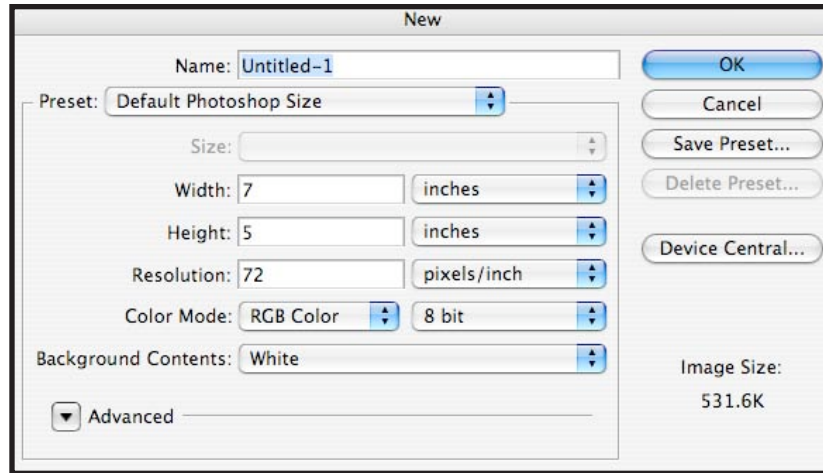 New
Name: Untitled-1
OK
Preset: Default Photoshop Size
Cancel
Size:
Save Preset...
Width: 7 inches
Delete Preset...
Height: 5 inches
Device Central...
Resolution: 72 pixels/inch
Color Mode: RGB Color 8 bit
Background Contents: White
Image Size:
531.6K
Advanced